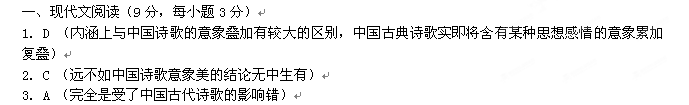 一、现代文阅读（9分，每小题3分）
1. D （内涵上与中国诗歌的意象叠加有较大的区别，中国古典诗歌实即将含有某种思想感情的意象累加
复叠）
2. C （远不如中国诗歌意象美的结论无中生有）
3. A （完全是受了中国古代诗歌的影响错）